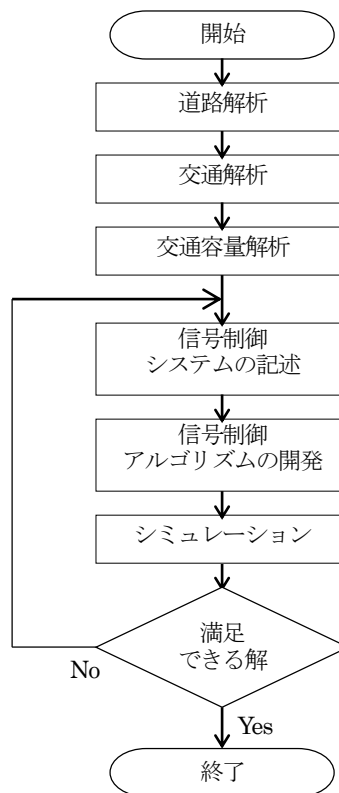 開始
道路解析
交通解析
交通容量解析
信号制御
システムの記述
信号制御
アルゴリズムの開発
シミュレーション
満足
できる解
No
Yes
終了